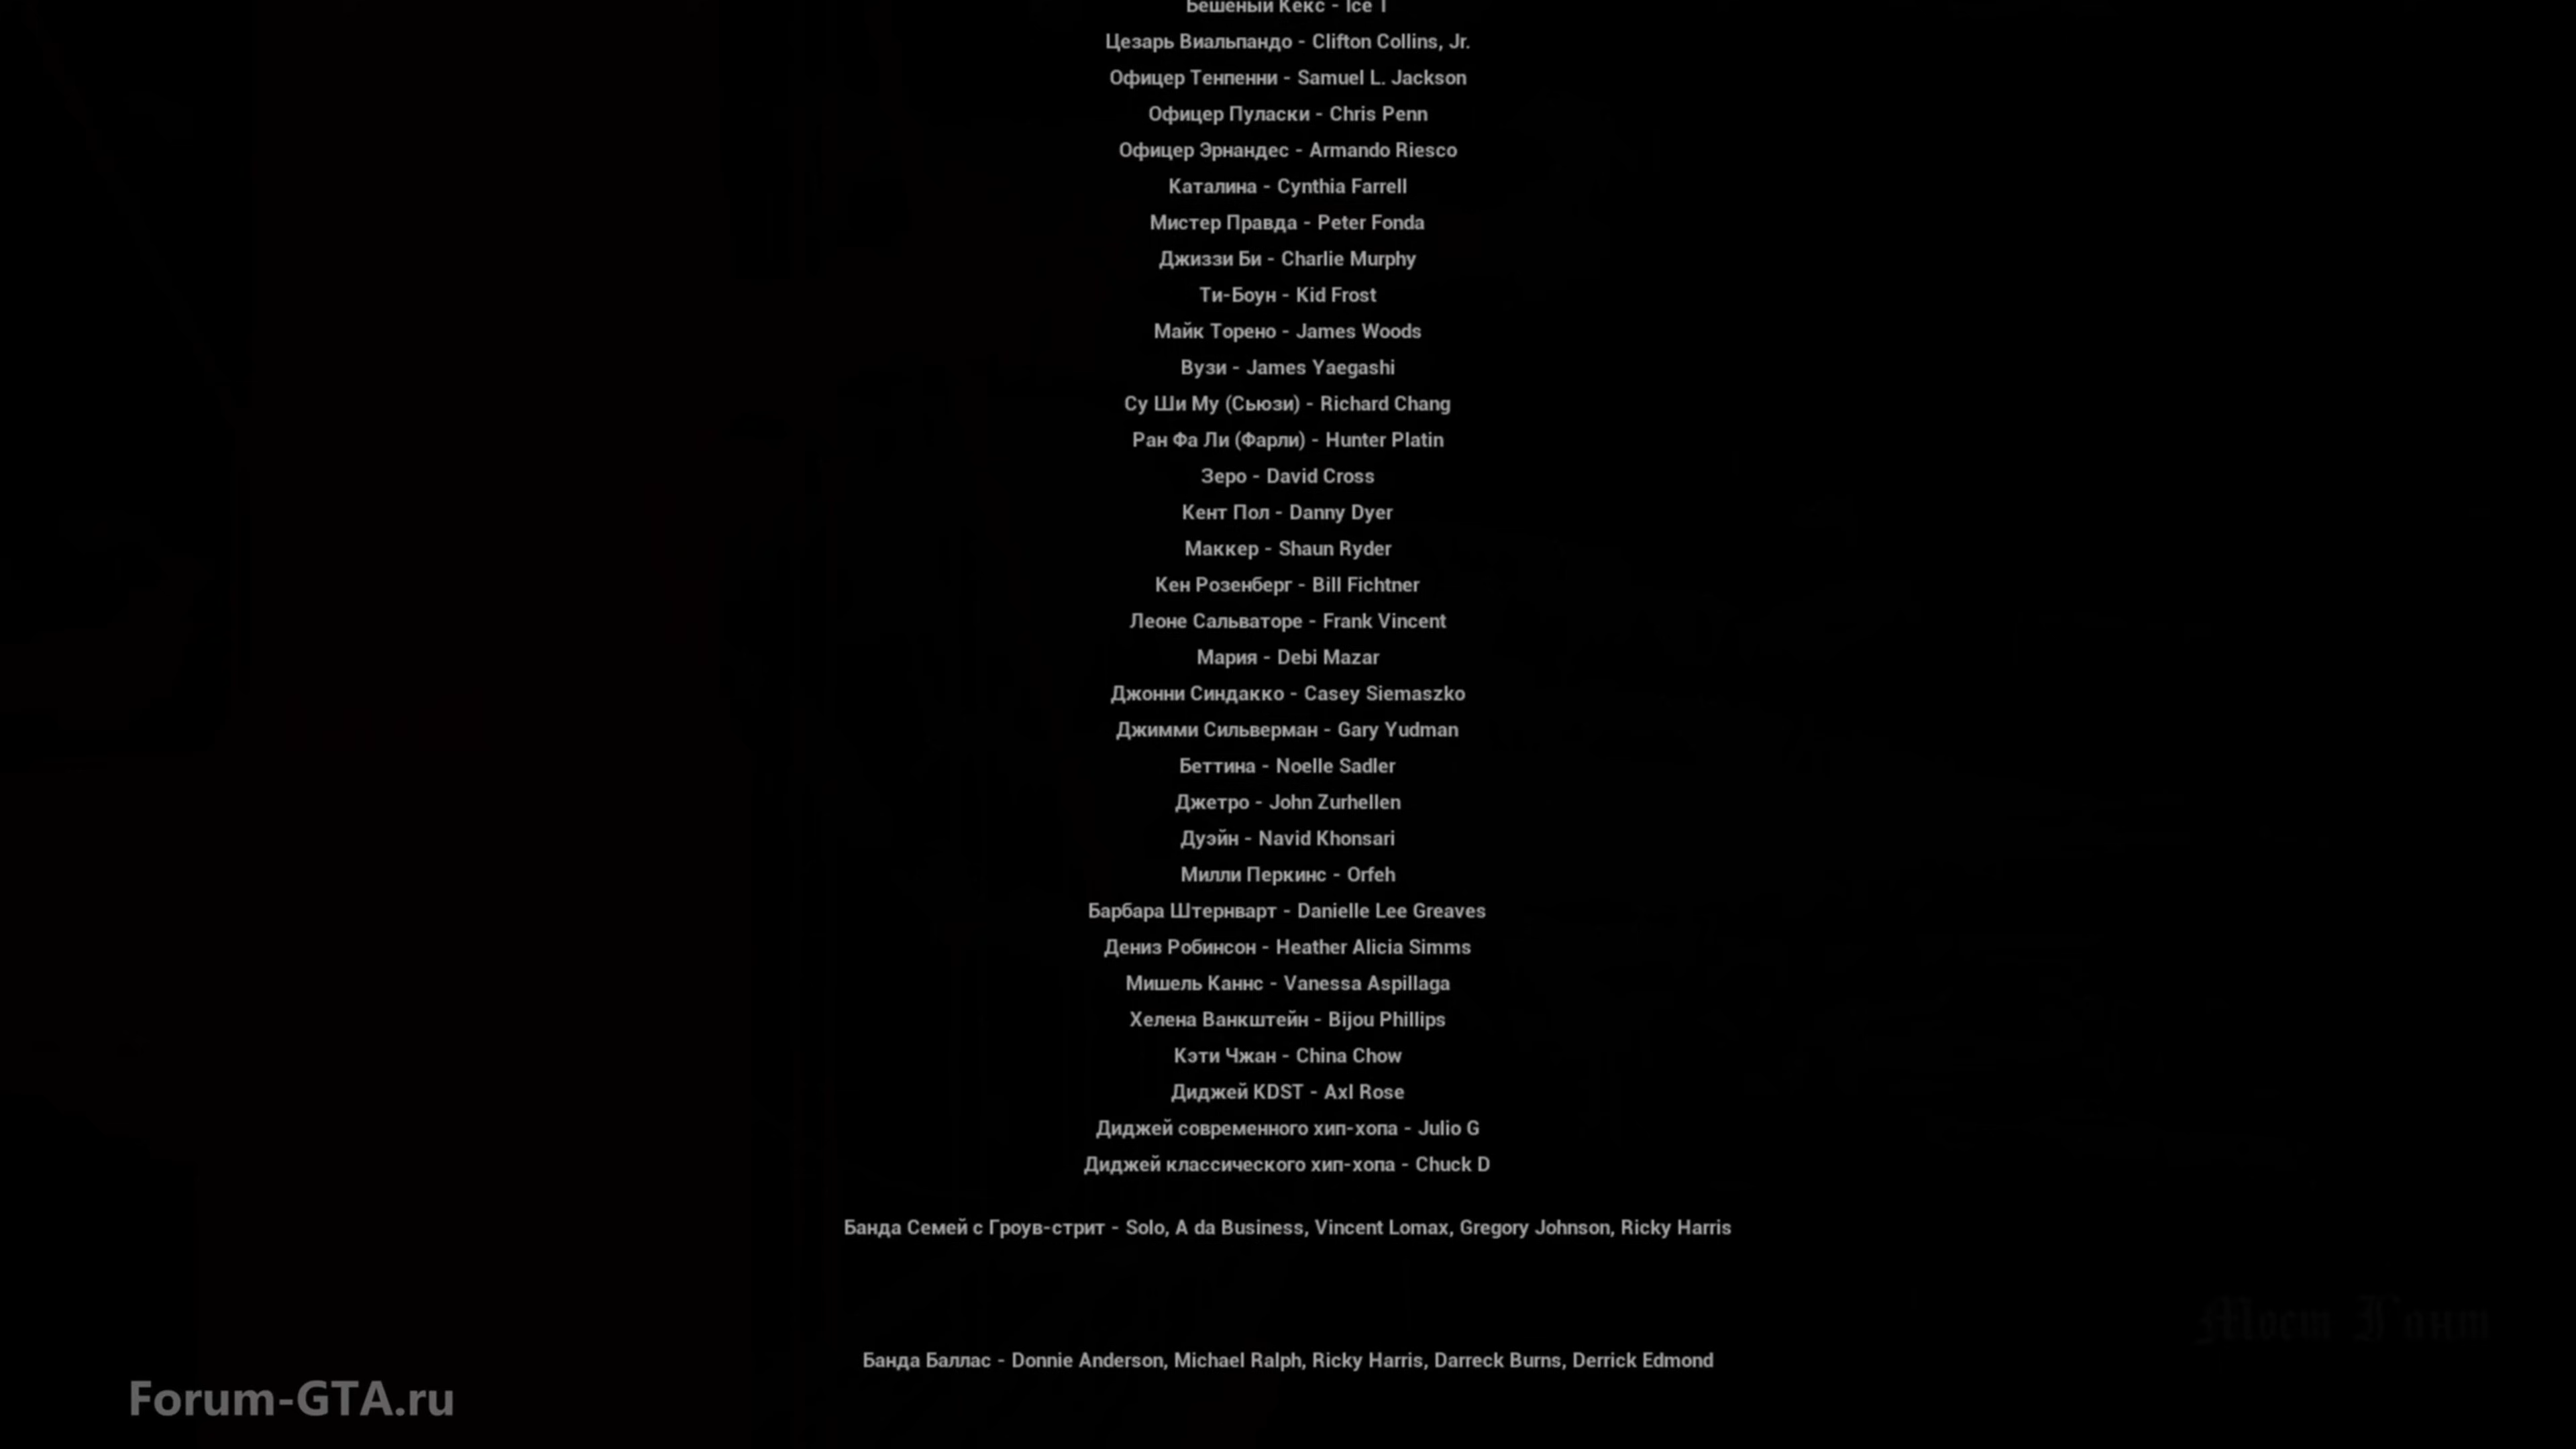 Бешеный Кекс - Ice T
Цезарь Виальпандо - Clifton Collins, Jr.
Офицер Тенпенни - Samuel L. Jackson
Офицер Пуласки - Chris Penn
Офицер Эрнандес - Armando Riesco
Каталина - Cynthia Farrell
Мистер Правда - Peter Fonda
Джиззи Би - Charlie Murphy
Ти-Боун - Kid Frost
Майк Торено - James Woods
Вузи - James Yaegashi
Су Ши Му (Сьюзи) - Richard Chang
Ран Фа Ли (Фарли) - Hunter Platin
Зеро - David Cross
Кент Пол - Danny Dyer
Маккер - Shaun Ryder
Кен Розенберг - Bill Fichtner
Леоне Сальваторе - Frank Vincent
Мария - Debi Mazar
Джонни Синдакко - Casey Siemaszko
Джимми Сильверман - Gary Yudman
Беттина - Noelle Sadler
Джетро - John Zurhellen
Дуэйн - Navid Khonsari
Милли Перкинс - Orfeh
Барбара Штернварт - Danielle Lee Greaves
Дениз Робинсон - Heather Alicia Simms
Мишель Каннс - Vanessa Aspillaga
Хелена Ванкштейн - Bijou Phillips
Кэти Чжан - China Chow
Диджей KDST - Axl Rose
Диджей современного хип-хопа - Julio G
Диджей классического хип-хопа - Chuck D
Банда Семей с Гроув-стрит - Solo, A da Business, Vincent Lomax, Gregory Johnson, Ricky Harris
Мост Гант
Банда Баллас - Donnie Anderson, Michael Ralph, Ricky Harris, Darreck Burns, Derrick Edmond
Forum-GTA.ru